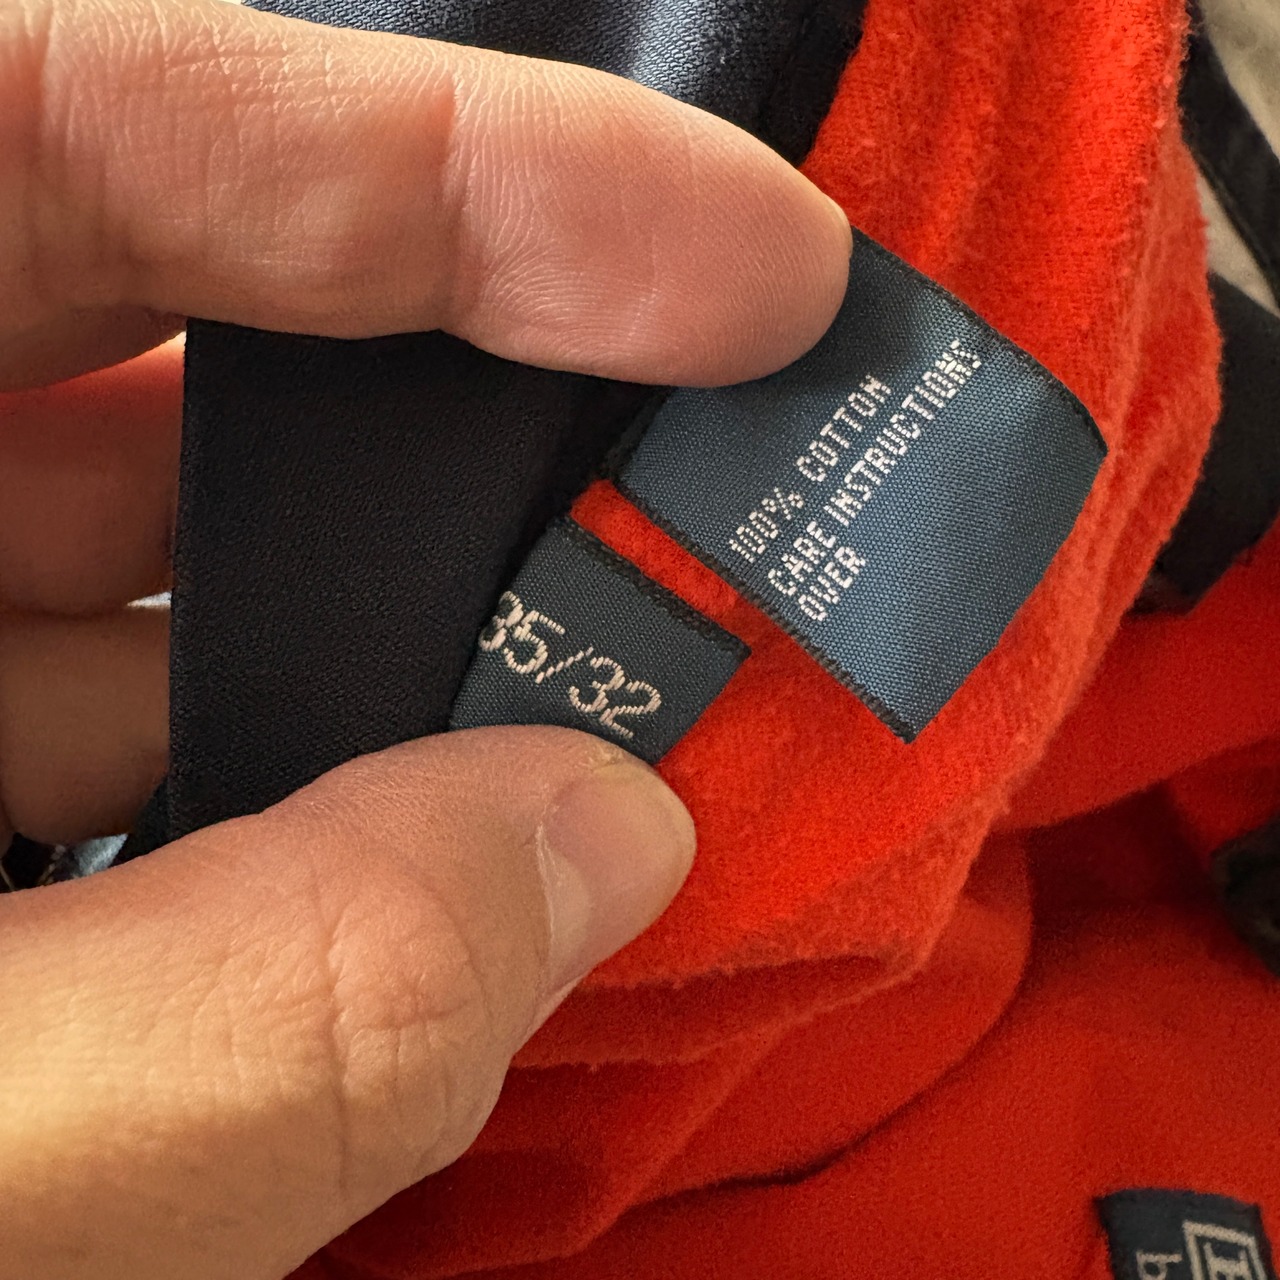 100% COTTON
CARE INSTRUCTIONS
OVER
35/32